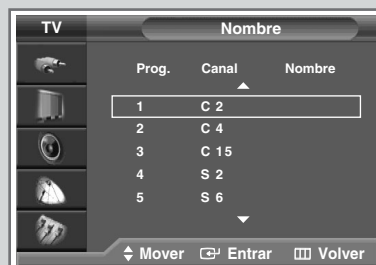 TV Nombre
Prog. Canal Nombre
1 C 2
2 C 4
3 C 15
4 S 2
5 S 6
Mover Entrar Volver